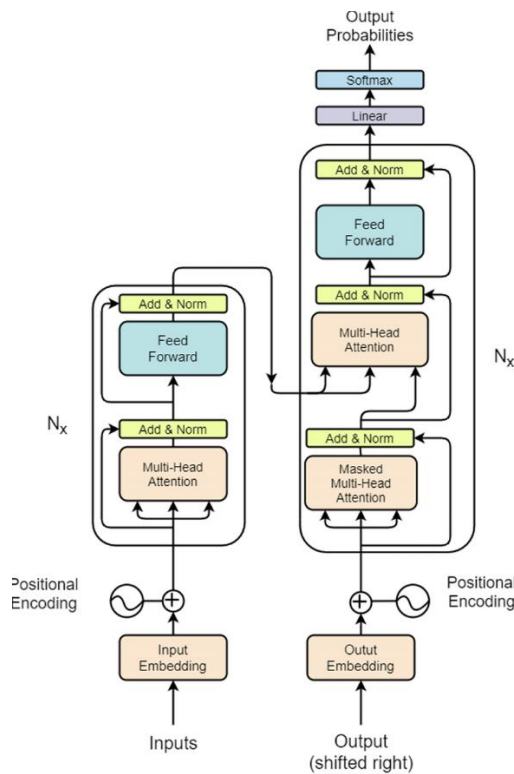 Output
Probabilities
Softmax
Linear
Add & Norm
Feed
Forward
Add & Norm
Multi-Head
Attention
Nx
Add & Norm
Masked
Multi-Head
Attention
Add & Norm
Feed
Forward
Nx
Add & Norm
Multi-Head
Attention
Positional
Encoding
Positional
Encoding
Input
Embedding
Outut
Embedding
Inputs
Output
(shifted right)